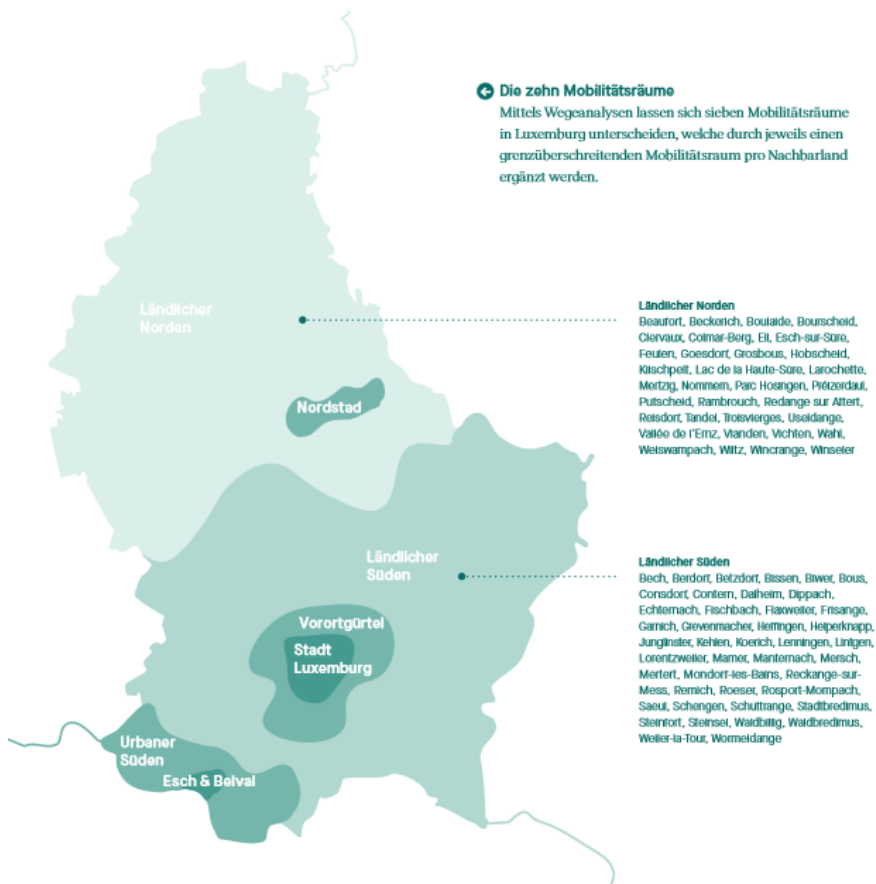 Die zehn Mobilitätsräume
Mittels Wegeanalysen lassen sich sieben Mobilitätsräume
in Luxemburg unterscheiden, welche durch jeweils einen
grenzüberschreitenden Mobilitätsraum pro Nachbarland
ergänzt werden.
Ländlicher
Norden
Ländlicher Norden
Beaufort, Beckerich, Boulaide, Bourscheid,
Clervaux, Colmar-Berg, Ell, Esch-sur-Sûre,
Feulen, Goesdorf, Grosbous, Hobscheid,
Kiischpelt, Lac de la Haute-Sûre, Larochette,
Mertzig, Nommern, Parc Hosingen, Préizerdaul,
Putscheid, Rambrouch, Redange sur Attert,
Reisdorf, Tandel, Troisvierges, Useldange,
Vallée de l'Ernz, Vianden, Vichten, Wahl,
Weiswampach, Wiltz, Wincrange, Winseler
Nordstad
Ländlicher
Süden
Ländlicher Süden
Bech, Berdorf, Betzdorf, Bissen, Biwer, Bous,
Consdorf, Contern, Dalheim, Dippach,
Echternach, Fischbach, Flaxweiler, Frisange,
Garnich, Grevenmacher, Heffingen, Helperknapp,
Junglinster, Kehlen, Koerich, Lenningen, Lintgen,
Lorentzweiler, Mamer, Manternach, Mersch,
Mertert, Mondorf-les-Bains, Reckange-sur-
Mess, Remich, Roeser, Rosport-Mompach,
Saeul, Schengen, Schuttrange, Stadtbredimus,
Steinfort, Steinsel, Waldbillig, Waldbredimus,
Weiler-la-Tour, Wormeldange
Vorortgürtel
Stadt
Luxemburg
Urbaner
Süden
Esch & Belval